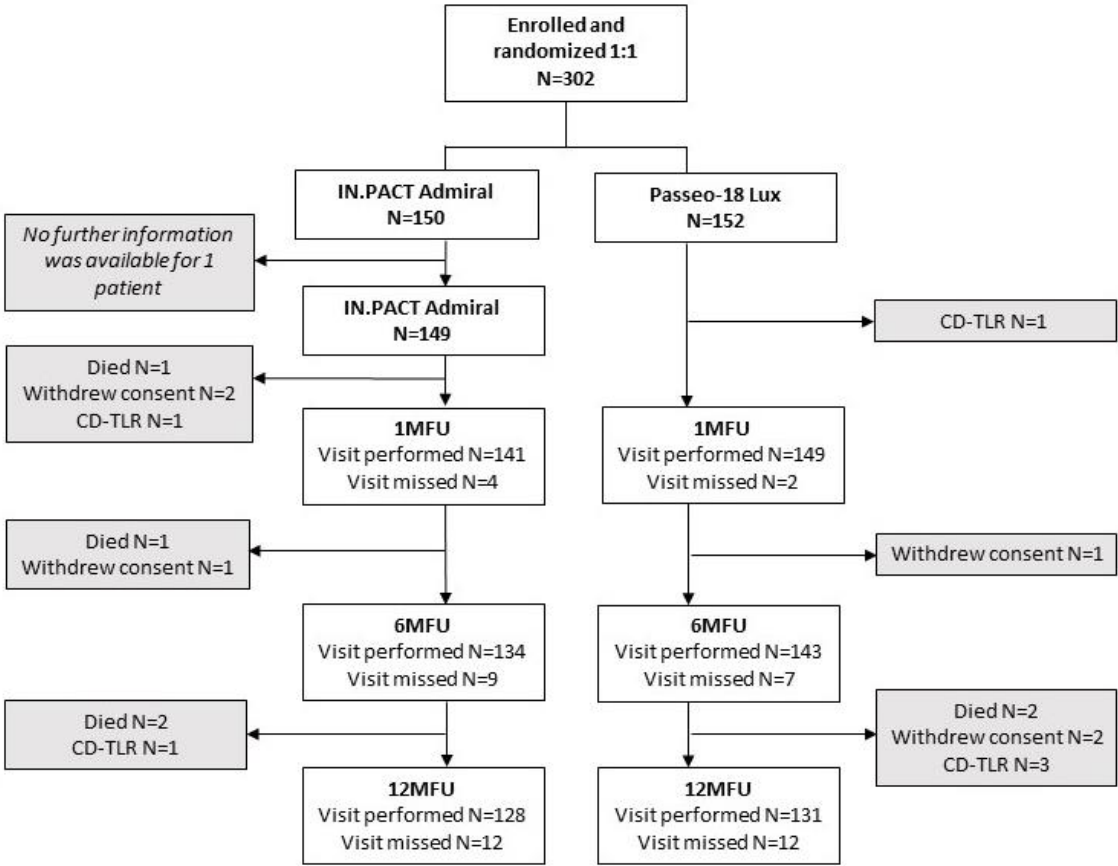 Enrolled and
randomized 1:1
N=302
IN.PACT Admiral
N=150
Passeo-18 Lux
N=152
No further information
was available for 1
patient
IN.PACT Admiral
N=149
CD-TLR N=1
Died N=1
Withdrew consent N=2
CD-TLR N=1
1MFU
Visit performed N=141
Visit missed N=4
1MFU
Visit performed N=149
Visit missed N=2
Died N=1
Withdrew consent N=1
Withdrew consent N=1
6MFU
Visit performed N=134
Visit missed N=9
6MFU
Visit performed N=143
Visit missed N=7
Died N=2
CD-TLR N=1
Died N=2
Withdrew consent N=2
CD-TLR N=3
12MFU
Visit performed N=128
Visit missed N=12
12MFU
Visit performed N=131
Visit missed N=12